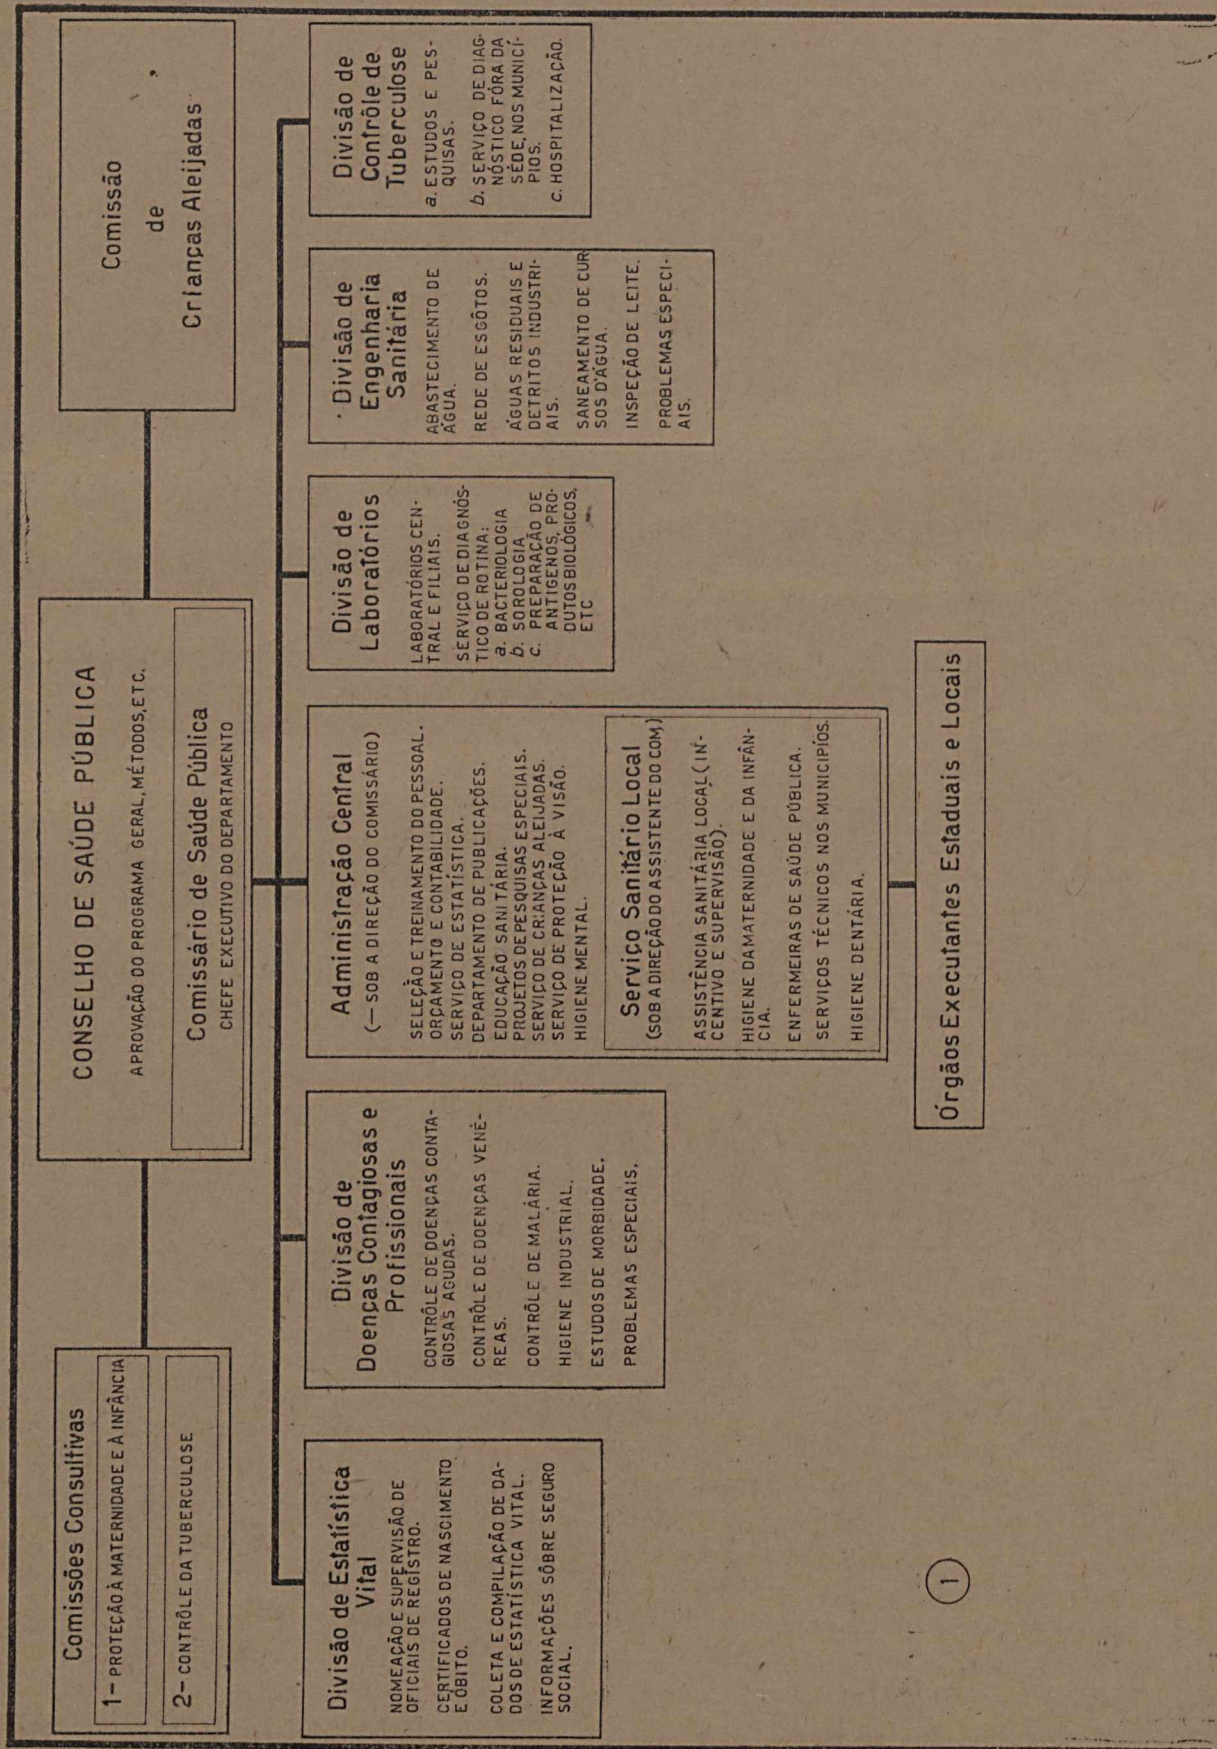 Comissões Consultivas
1- PROTEÇÃO À MATERNIDADE E À INFÂNCIA
2- CONTRÔLE DA TUBERCULOSE
CONSELHO DE SAÚDE PÚBLICA
APROVAÇÃO DO PROGRAMA GERAL, MÉTODOS, ETC.
Comissário de Saúde Pública
CHEFE EXECUTIVO DO DEPARTAMENTO
Comissão
de
Crianças Aleijadas
Divisão de Estatística
Vital
NOMEAÇÃO E SUPERVISÃO DE
OFICIAIS DE REGISTRO.
CERTIFICADOS DE NASCIMENTO
E ÓBITO.
COLETA E COMPILAÇÃO DE DA-
DOS DE ESTATÍSTICA VITAL.
INFORMAÇÕES SÔBRE SEGURO
SOCIAL.
Divisão de
Doenças Contagiosas e
Profissionais
CONTRÔLE DE DOENÇAS CONTA-
GIOSAS AGUDAS.
CONTRÔLE DE DOENÇAS VENÉ-
REAS.
CONTRÔLE DE MALÁRIA.
HIGIENE INDUSTRIAL.
ESTUDOS DE MORBIDADE.
PROBLEMAS ESPECIAIS.
Administração Central
(— SOB A DIREÇÃO DO COMISSÁRIO)
SELEÇÃO E TREINAMENTO DO PESSOAL.
ORÇAMENTO E CONTABILIDADE.
SERVIÇO DE ESTATÍSTICA.
DEPARTAMENTO DE PUBLICAÇÕES.
EDUCAÇÃO SANITÁRIA.
PROJETOS DE PESQUISAS ESPECIAIS.
SERVIÇO DE CRIANÇAS ALEIJADAS.
SERVIÇO DE PROTEÇÃO À VISÃO.
HIGIENE MENTAL.
Serviço Sanitário Local
(SOB A DIREÇÃO DO ASSISTENTE DO COM.)
ASSISTÊNCIA SANITÁRIA LOCAL (IN-
CENTIVO E SUPERVISÃO).
HIGIENE DA MATERNIDADE E DA INFÂN-
CIA.
ENFERMEIRAS DE SAÚDE PÚBLICA.
SERVIÇOS TÉCNICOS NOS MUNICIPÍOS.
HIGIENE DENTÁRIA.
Divisão de
Laboratórios
LABORATÓRIOS CEN-
TRAL E FILIAIS.
SERVIÇO DE DIAGNÓS-
TICO DE ROTINA:
a. BACTERIOLOGIA
b. SOROLOGIA
c. PREPARAÇÃO DE
ANTIGENOS, PRO-
DUTOS BIOLÓGICOS,
ETC
Divisão de
Engenharia
Sanitária
ABASTECIMENTO DE
ÁGUA.
REDE DE ESGÔTOS.
ÁGUAS RESIDUAIS E
DETRITOS INDUSTRI-
AIS.
SANEAMENTO DE CUR
SOS D'ÁGUA.
INSPEÇÃO DE LEITE.
PROBLEMAS ESPECI-
AIS.
Divisão de
Contrôle de
Tuberculose
a. ESTUDOS E PES-
QUISAS.
b. SERVIÇO DE DIAG-
NÓSTICO FÓRA DA
SÉDE, NOS MUNICÍ-
PIOS.
c. HOSPITALIZAÇÃO.
Órgãos Executantes Estaduais e Locais
1